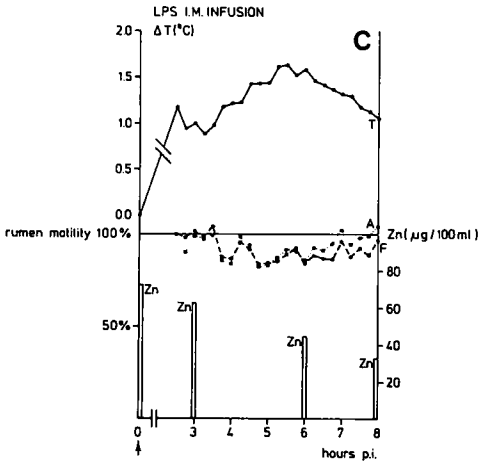 LPS I.M. INFUSION
ΔT(°C)
C
2.0
1.5
1.0
0.5
0.0
T
A
rumen motility 100%
Zn(μg/100ml)
F
80
Zn
Zn
60
50%
Zn
40
Zn
20
0
0 3 4 5 6 7 8
hours p.i.